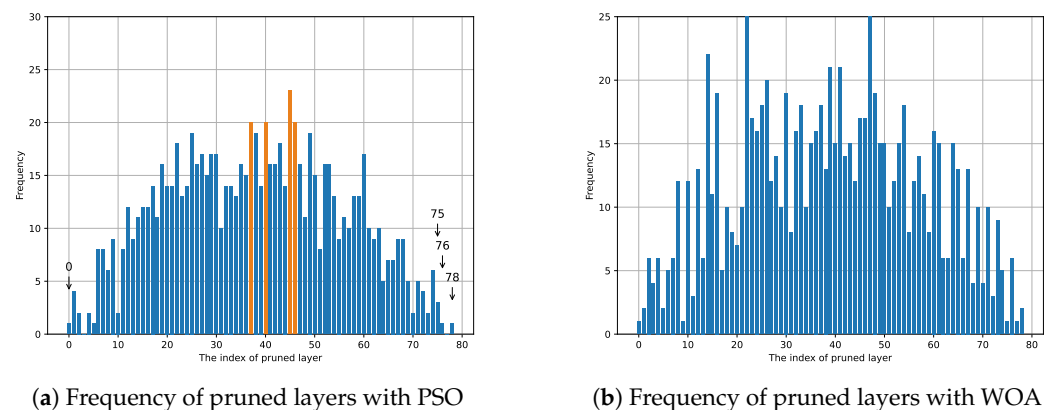 30
25
20
15
10
5
0
Frequency
0
75
76
78
0 10 20 30 40 50 60 70 80
The index of pruned layer
(a) Frequency of pruned layers with PSO
25
20
15
10
5
0
Frequency
0 10 20 30 40 50 60 70 80
The index of pruned layer
(b) Frequency of pruned layers with WOA